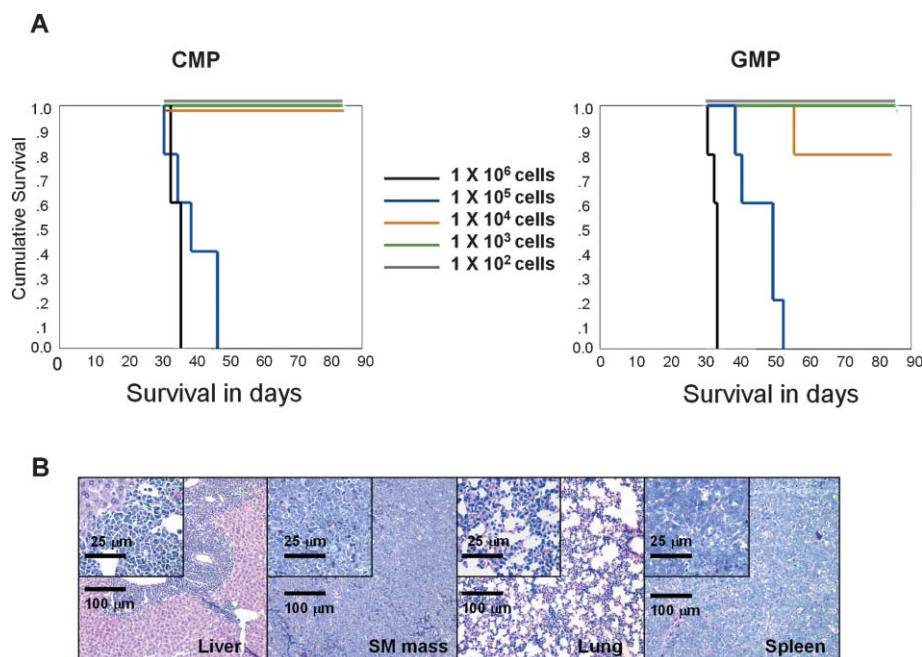 A
CMP
GMP
Cumulative Survival
1.0
.9
.8
.7
.6
.5
.4
.3
.2
.1
0.0
0 10 20 30 40 50 60 70 80 90
Survival in days
1 X 10⁶ cells
1 X 10⁵ cells
1 X 10⁴ cells
1 X 10³ cells
1 X 10² cells
1.0
.9
.8
.7
.6
.5
.4
.3
.2
.1
0.0
0 10 20 30 40 50 60 70 80 90
Survival in days
B
25 µm
100 µm
Liver
25 µm
100 µm
SM mass
25 µm
100 µm
Lung
25 µm
100 µm
Spleen